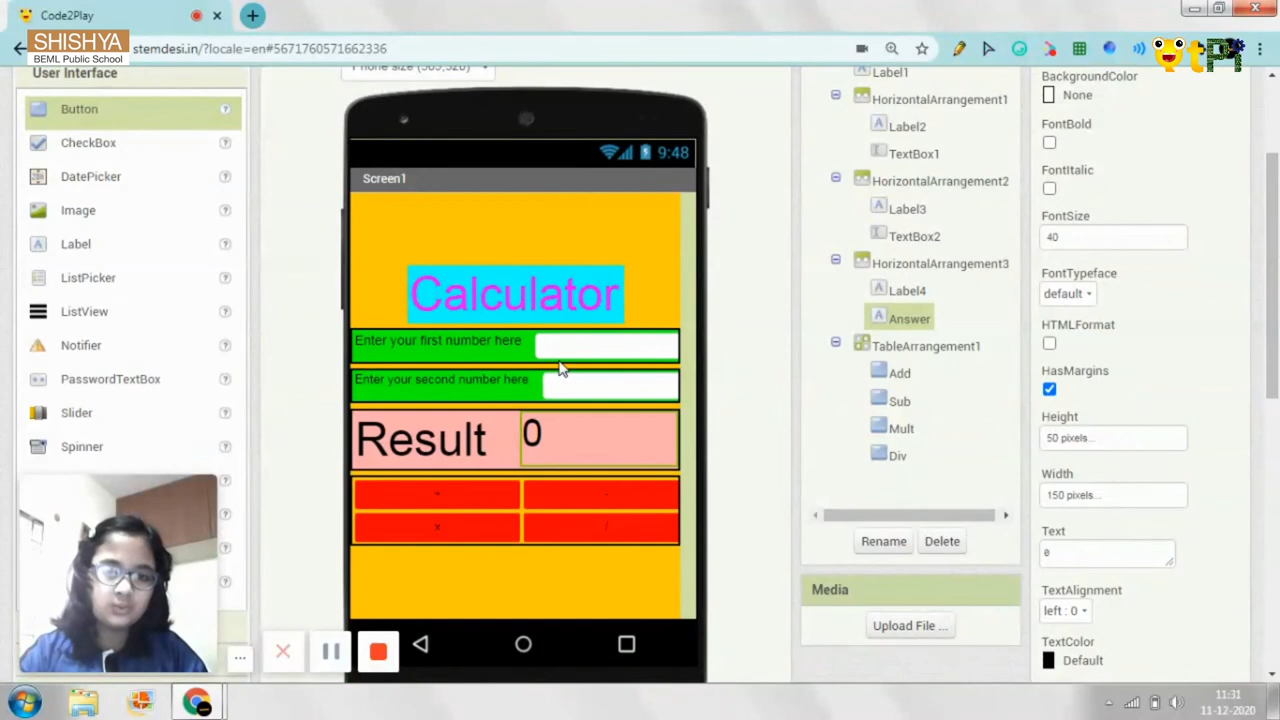 Code2Play
SHISHYA
BEML Public School
stemdesi.in/?locale=en#5671760571662336
User Interface
Button
CheckBox
DatePicker
Image
Label
ListPicker
ListView
Notifier
PasswordTextBox
Slider
Spinner
Phone size (505,320)
9:48
Screen1
Calculator
Enter your first number here
Enter your second number here
Result 0
+ -
x /
Label1
HorizontalArrangement1
Label2
TextBox1
HorizontalArrangement2
Label3
TextBox2
HorizontalArrangement3
Label4
Answer
TableArrangement1
Add
Sub
Mult
Div
Rename Delete
Media
Upload File ...
BackgroundColor
None
FontBold
FontItalic
FontSize
40
FontTypeface
default
HTMLFormat
HasMargins
Height
50 pixels...
Width
150 pixels...
Text
0
TextAlignment
left : 0
TextColor
Default
11:31
11-12-2020